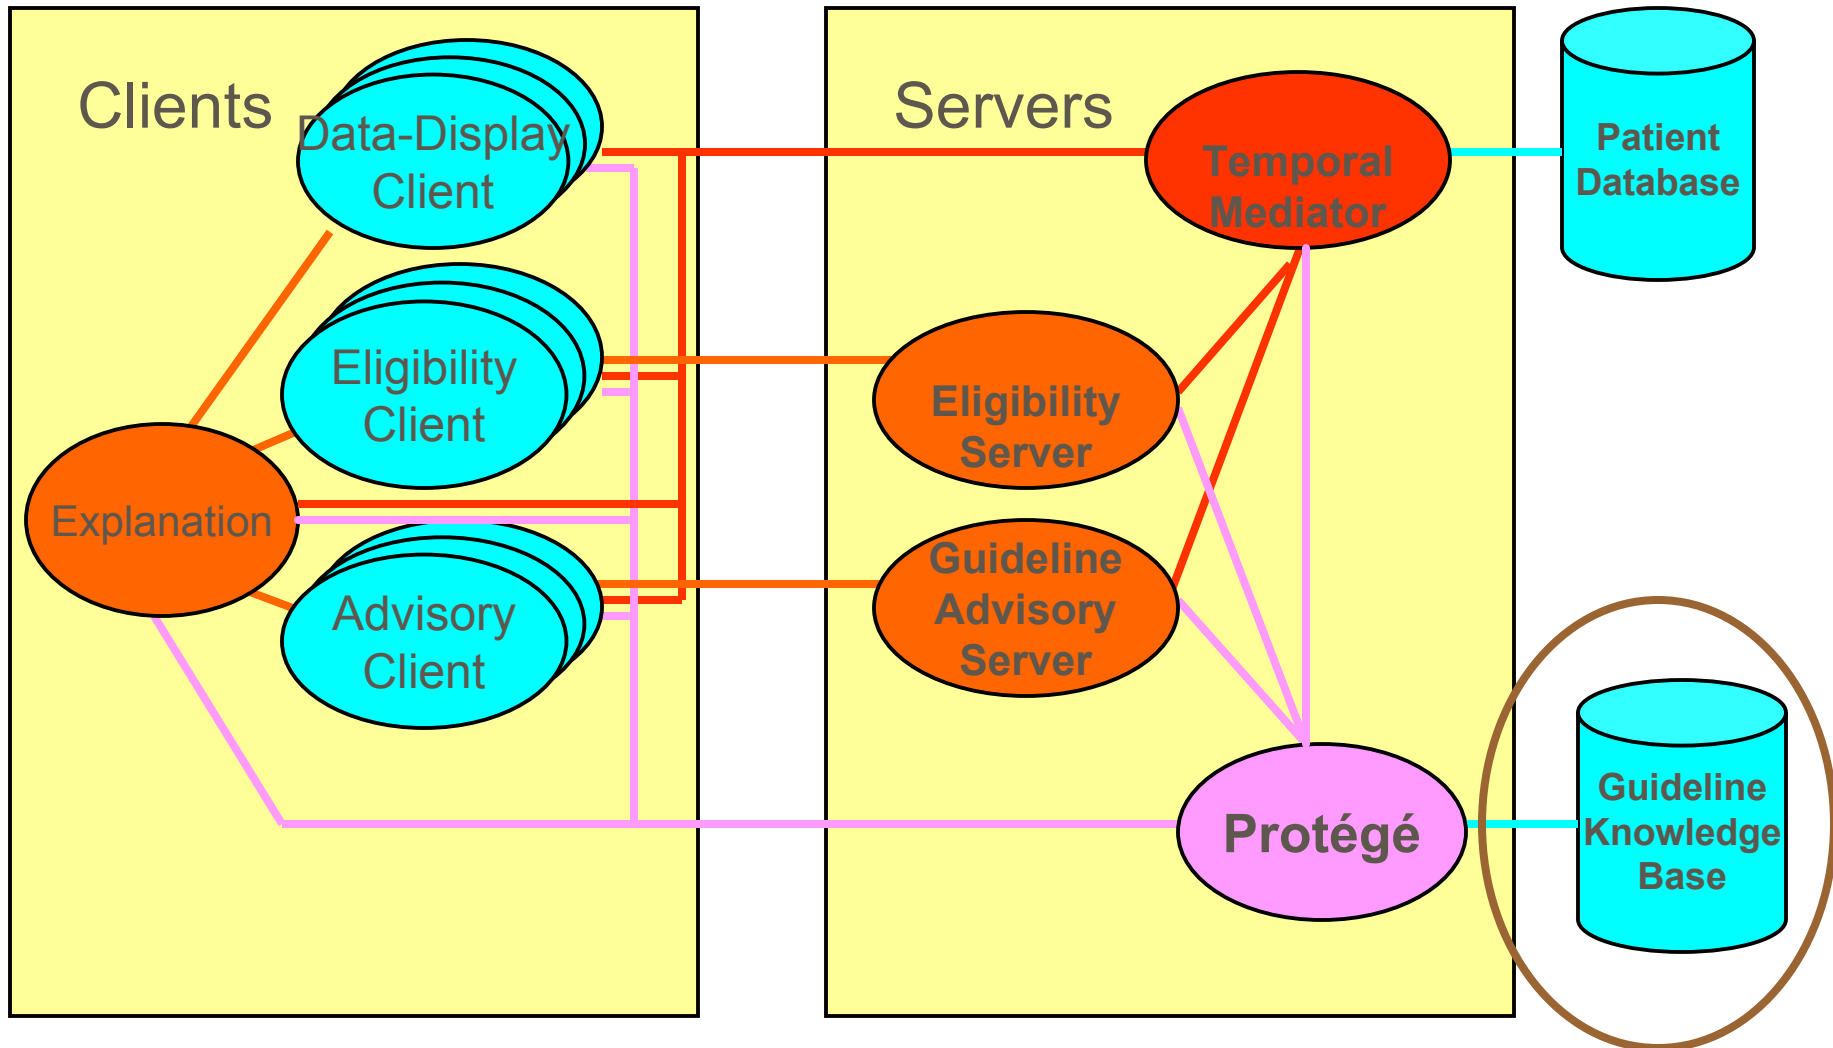 Clients
Data-Display
Client
Eligibility
Client
Explanation
Advisory
Client
Servers
Temporal
Mediator
Eligibility
Server
Guideline
Advisory
Server
Protégé
Patient
Database
Guideline
Knowledge
Base